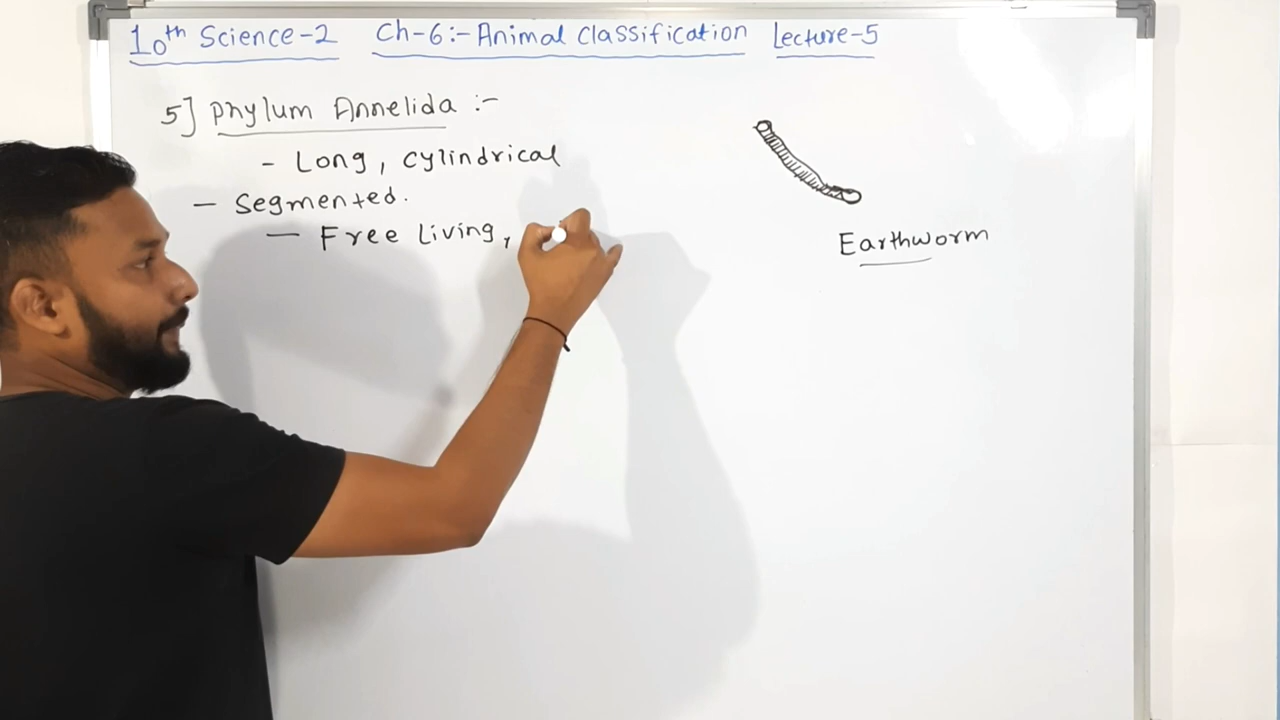 10th Science-2 Ch-6:- Animal classification Lecture-5
5] Phylum Annelida :-
- Long, cylindrical
- Segmented.
- Free Living,
Earthworm